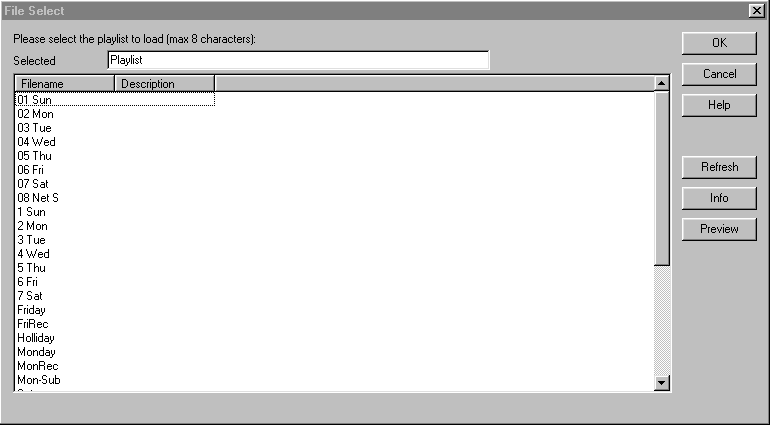 File Select
Please select the playlist to load (max 8 characters):
Selected Playlist
Filename Description
01 Sun
02 Mon
03 Tue
04 Wed
05 Thu
06 Fri
07 Sat
08 Net S
1 Sun
2 Mon
3 Tue
4 Wed
5 Thu
6 Fri
7 Sat
Friday
FriRec
Holliday
Monday
MonRec
Mon-Sub
OK
Cancel
Help
Refresh
Info
Preview